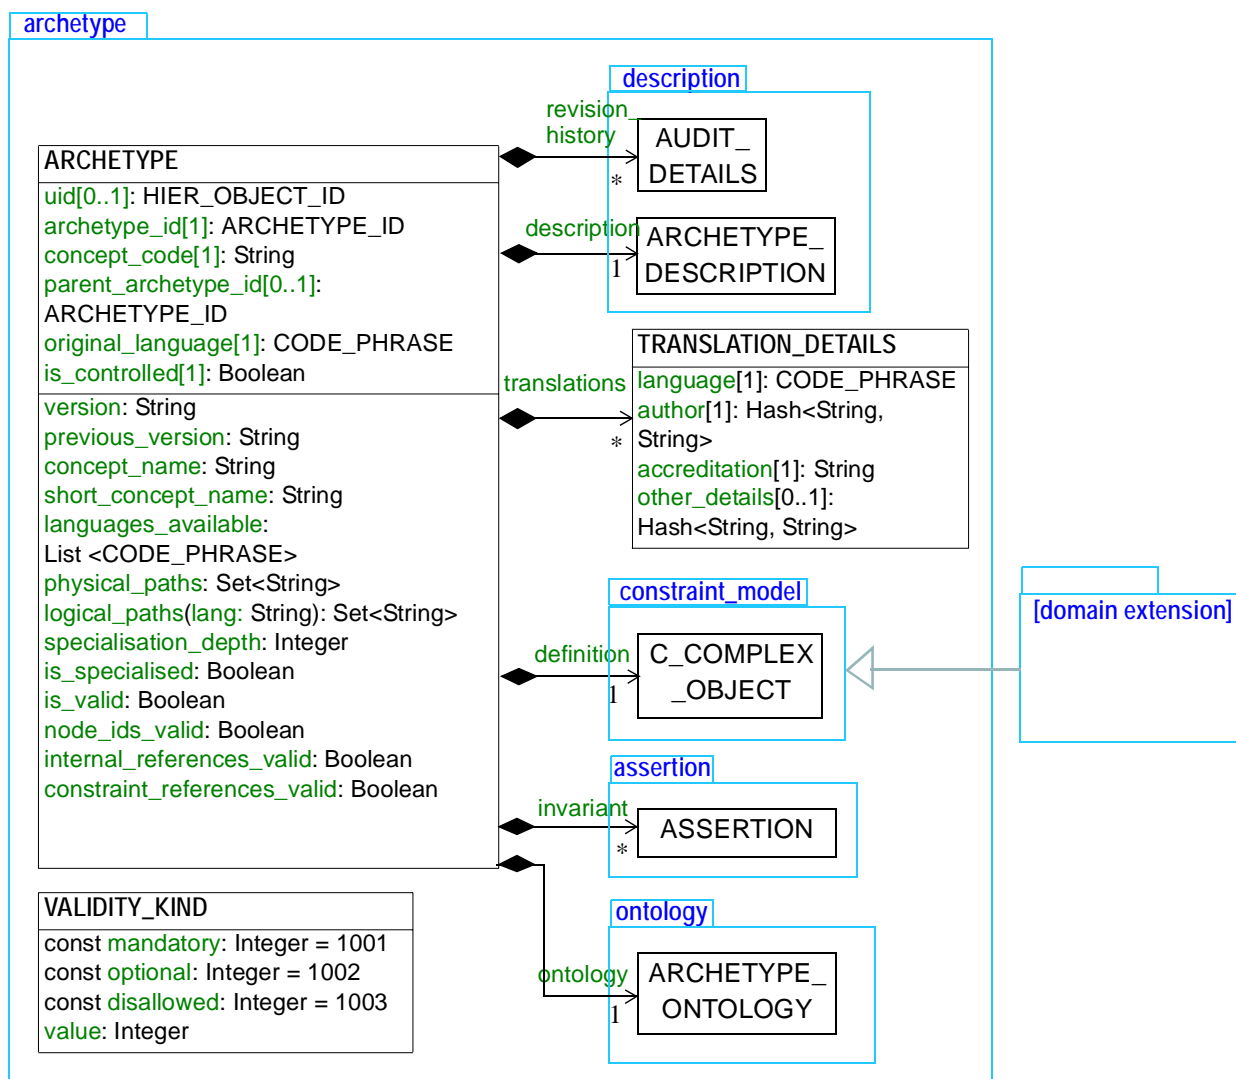 archetype
description
revision_
history
AUDIT_
DETAILS
*
ARCHETYPE
uid[0..1]: HIER_OBJECT_ID
archetype_id[1]: ARCHETYPE_ID
concept_code[1]: String
parent_archetype_id[0..1]:
ARCHETYPE_ID
original_language[1]: CODE_PHRASE
is_controlled[1]: Boolean
version: String
previous_version: String
concept_name: String
short_concept_name: String
languages_available:
List <CODE_PHRASE>
physical_paths: Set<String>
logical_paths(lang: String): Set<String>
specialisation_depth: Integer
is_specialised: Boolean
is_valid: Boolean
node_ids_valid: Boolean
internal_references_valid: Boolean
constraint_references_valid: Boolean
description
1
ARCHETYPE_
DESCRIPTION
translations
*
TRANSLATION_DETAILS
language[1]: CODE_PHRASE
author[1]: Hash<String,
String>
accreditation[1]: String
other_details[0..1]:
Hash<String, String>
constraint_model
definition
1
C_COMPLEX
_OBJECT
[domain extension]
assertion
invariant
*
ASSERTION
ontology
ontology
1
ARCHETYPE_
ONTOLOGY
VALIDITY_KIND
const mandatory: Integer = 1001
const optional: Integer = 1002
const disallowed: Integer = 1003
value: Integer